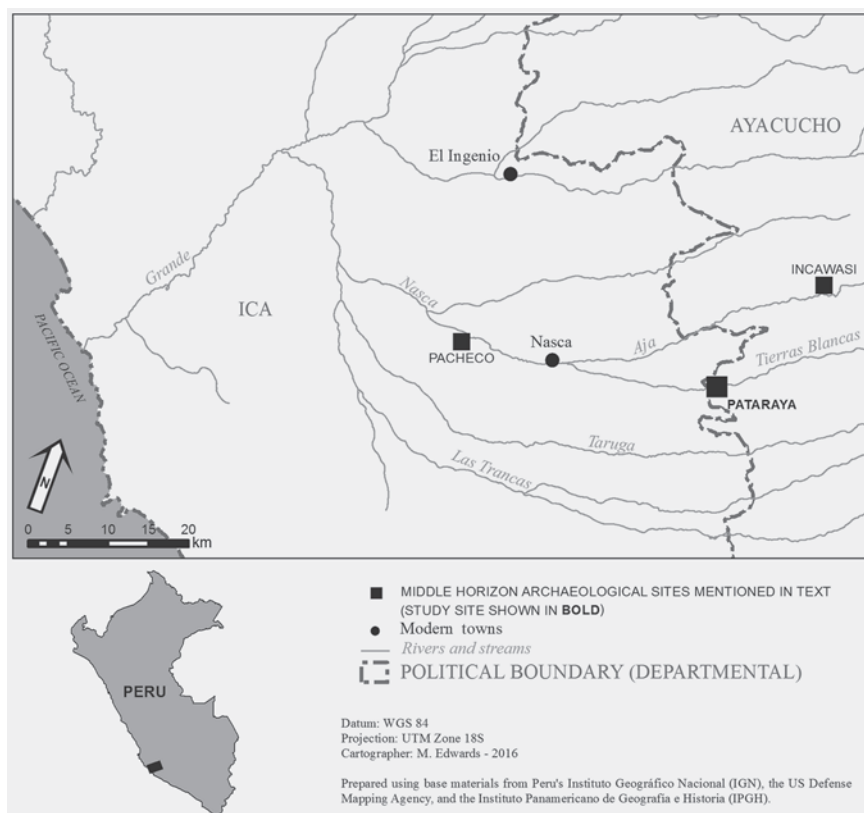 AYACUCHO
El Ingenio
Grande
INCAWASI
Nasca
ICA
PACIFIC OCEAN
Nasca
Aja
PACHECO
Tierras Blancas
PATARAYA
Taruga
Las Trancas
N
0 5 10 15 20
km
MIDDLE HORIZON ARCHAEOLOGICAL SITES MENTIONED IN TEXT
(STUDY SITE SHOWN IN BOLD)
Modern towns
Rivers and streams
POLITICAL BOUNDARY (DEPARTMENTAL)
PERU
Datum: WGS 84
Projection: UTM Zone 18S
Cartographer: M. Edwards - 2016
Prepared using base materials from Peru's Instituto Geográfico Nacional (IGN), the US Defense
Mapping Agency, and the Instituto Panamericano de Geografía e Historia (IPGH).